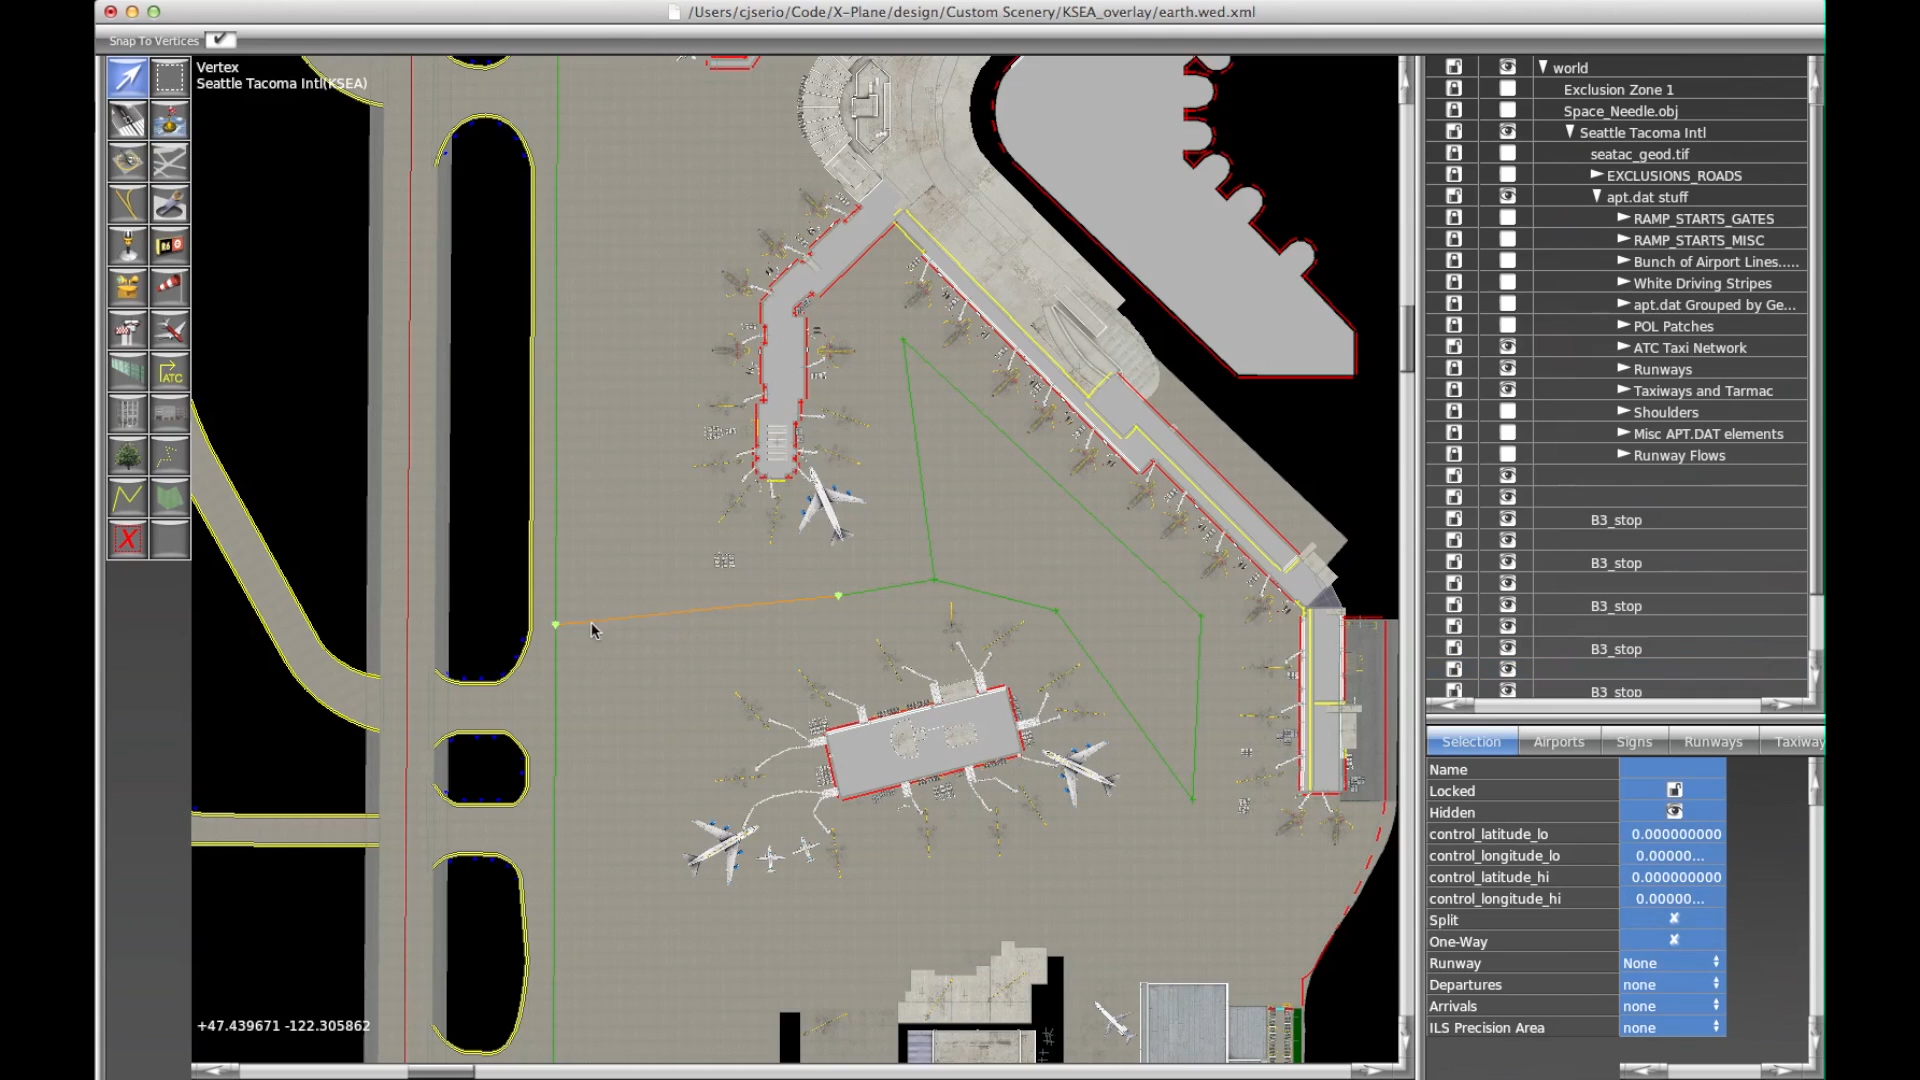 /Users/cjserio/Code/X-Plane/design/Custom Scenery/KSEA_overlay/earth.wed.xml
Snap To Vertices
Vertex
Seattle Tacoma Intl(KSEA)
ATC
X
+47.439671 -122.305862
world
Exclusion Zone 1
Space_Needle.obj
Seattle Tacoma Intl
seatac_geod.tif
EXCLUSIONS_ROADS
apt.dat stuff
RAMP_STARTS_GATES
RAMP_STARTS_MISC
Bunch of Airport Lines.....
White Driving Stripes
apt.dat Grouped by Ge...
POL Patches
ATC Taxi Network
Runways
Taxiways and Tarmac
Shoulders
Misc APT.DAT elements
Runway Flows
B3_stop
B3_stop
B3_stop
B3_stop
B3_stop
Selection Airports Signs Runways Taxiway
Name
Locked
Hidden
control_latitude_lo 0.000000000
control_longitude_lo 0.00000...
control_latitude_hi 0.000000000
control_longitude_hi 0.00000...
Split
One-Way
Runway None
Departures none
Arrivals none
ILS Precision Area none